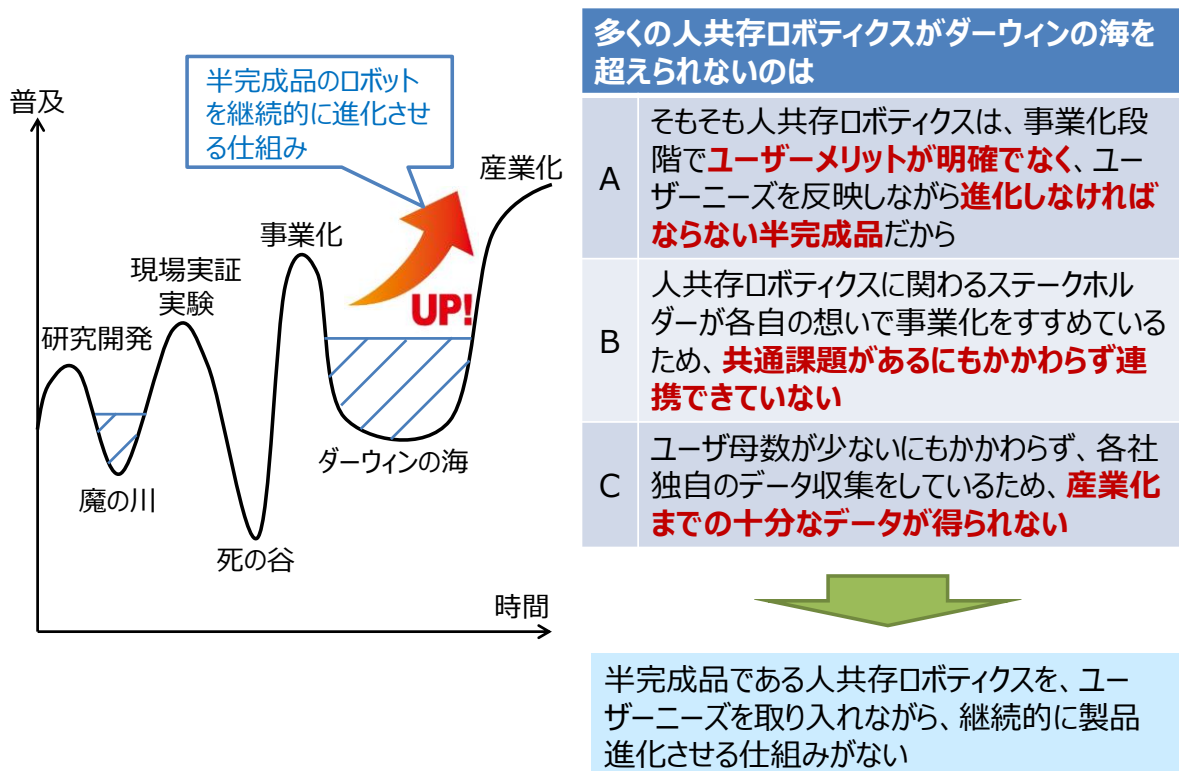 半完成品のロボット
を継続的に進化させ
る仕組み
普及
産業化
事業化
現場実証
実験
UP!
研究開発
ダーウィンの海
魔の川
死の谷
時間
多くの人共存ロボティクスがダーウィンの海を
超えられないのは
A
そもそも人共存ロボティクスは、事業化段
階でユーザーメリットが明確でなく、ユー
ザーニーズを反映しながら進化しなければ
ならない半完成品だから
B
人共存ロボティクスに関わるステークホル
ダーが各自の想いで事業化をすすめている
ため、共通課題があるにもかかわらず連
携できていない
C
ユーザ母数が少ないにもかかわらず、各社
独自のデータ収集をしているため、産業化
までの十分なデータが得られない
半完成品である人共存ロボティクスを、ユー
ザーニーズを取り入れながら、継続的に製品
進化させる仕組みがない